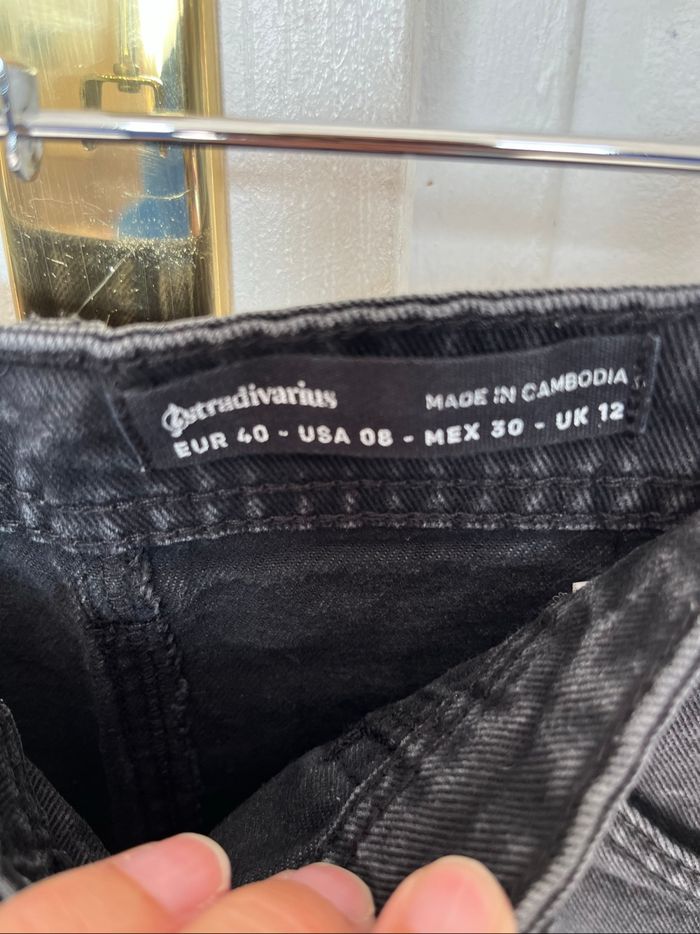 Stradivarius MADE IN CAMBODIA
EUR 40 - USA 08 - MEX 30 - UK 12